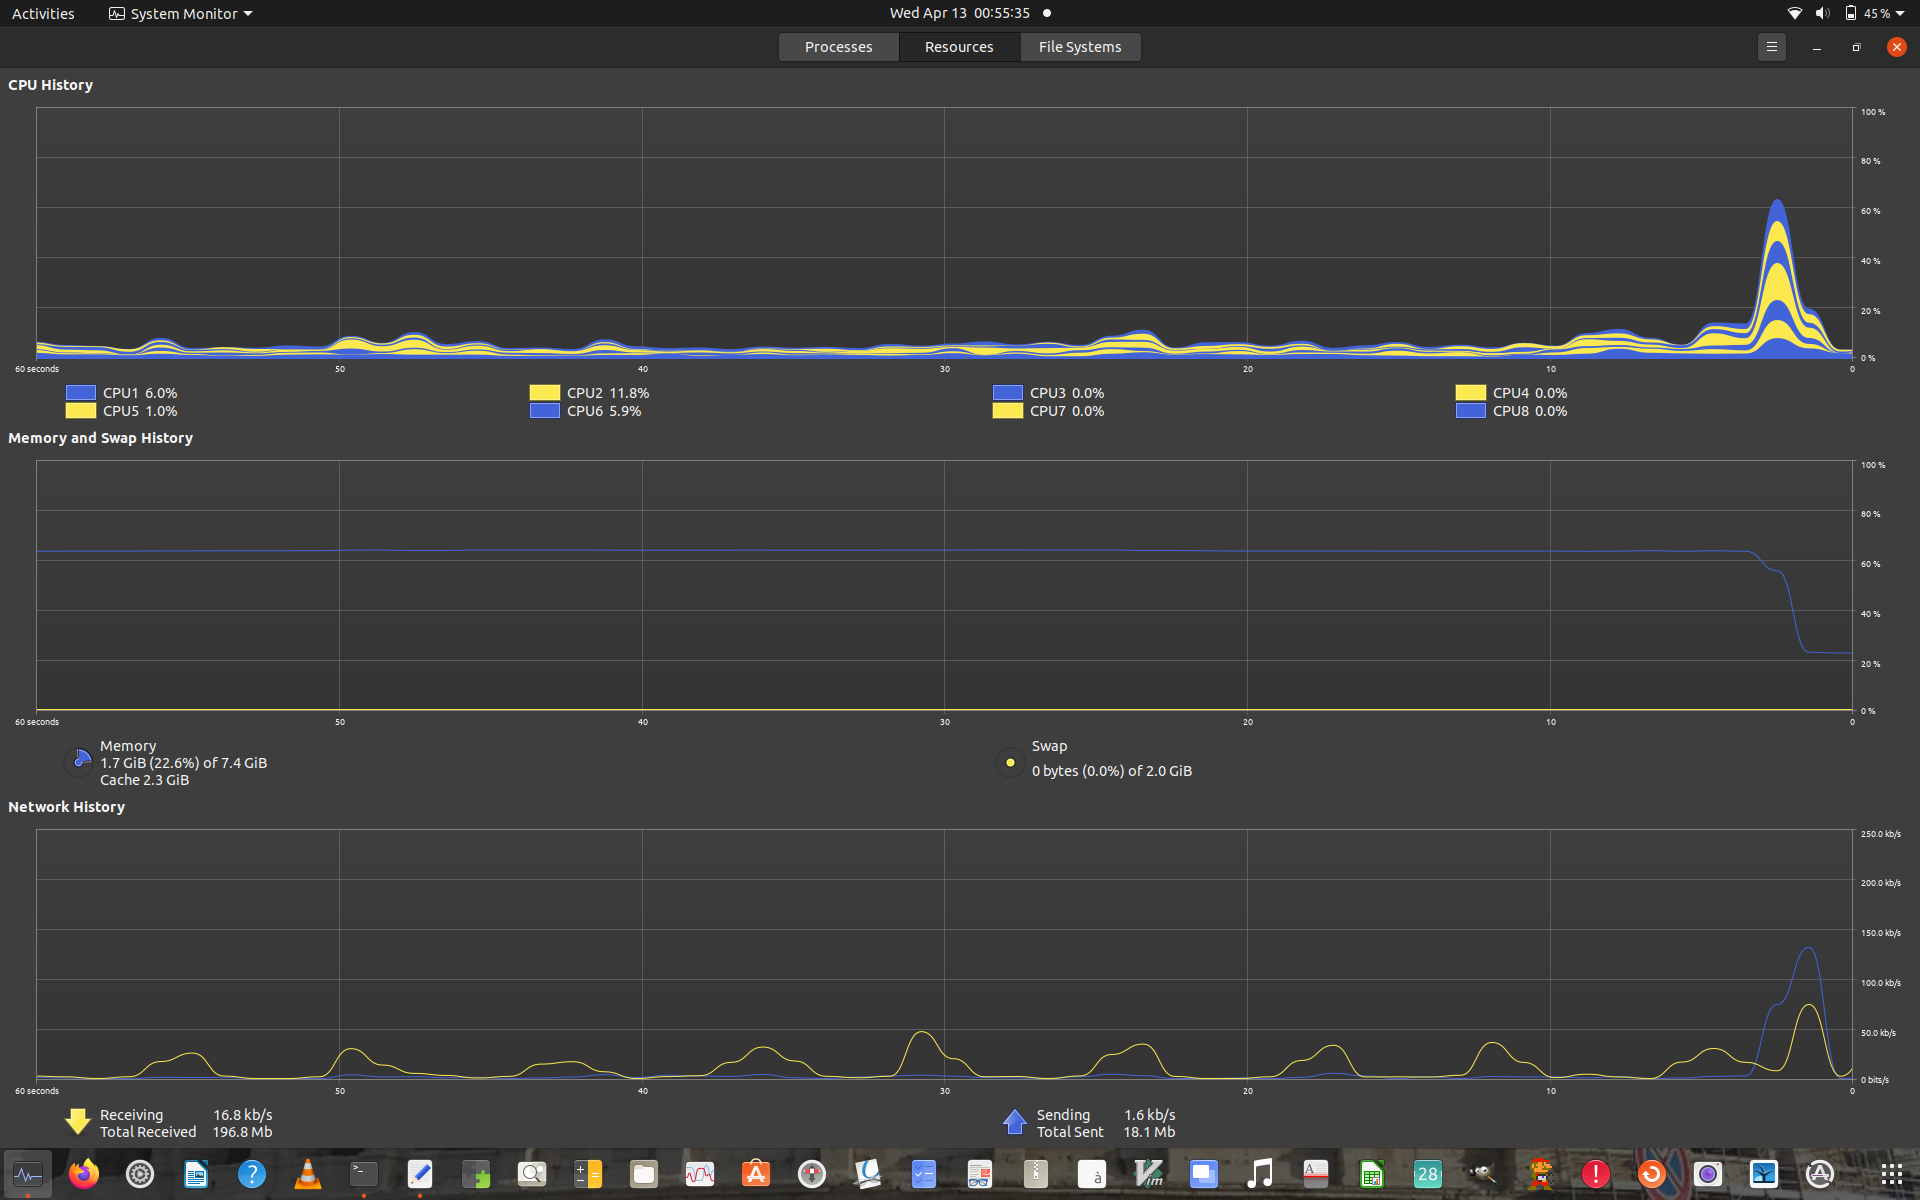 Activities System Monitor Wed Apr 13 00:55:35 45 %
Processes Resources File Systems
CPU History
100 %
80 %
60 %
40 %
20 %
0 %
60 seconds 50 40 30 20 10 0
CPU1 6.0% CPU2 11.8% CPU3 0.0% CPU4 0.0%
CPU5 1.0% CPU6 5.9% CPU7 0.0% CPU8 0.0%
Memory and Swap History
100 %
80 %
60 %
40 %
20 %
0 %
60 seconds 50 40 30 20 10 0
Memory Swap
1.7 GiB (22.6%) of 7.4 GiB 0 bytes (0.0%) of 2.0 GiB
Cache 2.3 GiB
Network History
250.0 kb/s
200.0 kb/s
150.0 kb/s
100.0 kb/s
50.0 kb/s
0 bits/s
60 seconds 50 40 30 20 10 0
Receiving 16.8 kb/s Sending 1.6 kb/s
Total Received 196.8 Mb Total Sent 18.1 Mb
>_ ? à Vim A 28 !